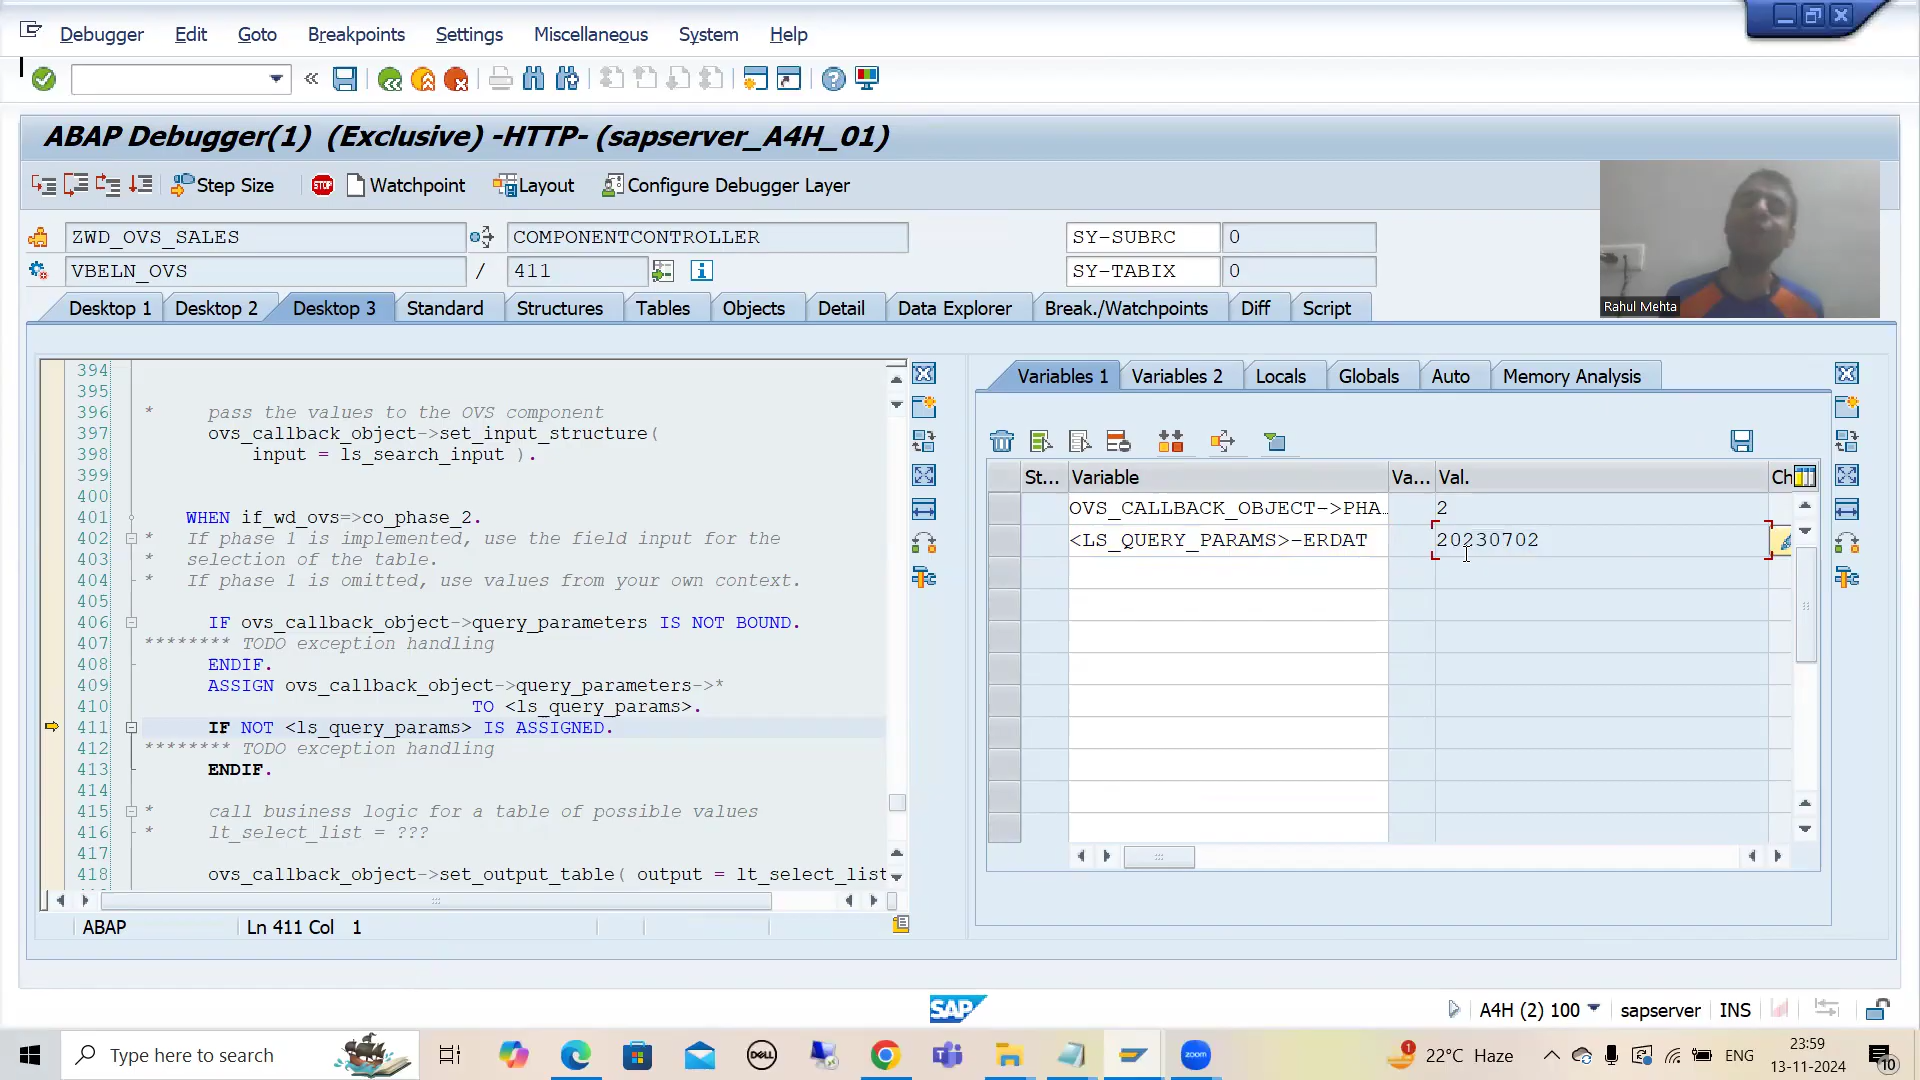 Debugger Edit Goto Breakpoints Settings Miscellaneous System Help
ABAP Debugger(1) (Exclusive) -HTTP- (sapserver_A4H_01)
Step Size STOP Watchpoint Layout Configure Debugger Layer
ZWD_OVS_SALES COMPONENTCONTROLLER SY-SUBRC 0
VBELN_OVS / 411 SY-TABIX 0
Rahul Mehta
Desktop 1 Desktop 2 Desktop 3 Standard Structures Tables Objects Detail Data Explorer Break./Watchpoints Diff Script
Variables 1 Variables 2 Locals Globals Auto Memory Analysis
394
395
396 * pass the values to the OVS component
397 ovs_callback_object->set_input_structure(
398 input = ls_search_input ).
399
400
401 WHEN if_wd_ovs=>co_phase_2.
402 * If phase 1 is implemented, use the field input for the
403 * selection of the table.
404 * If phase 1 is omitted, use values from your own context.
405
406 IF ovs_callback_object->query_parameters IS NOT BOUND.
407 ******** TODO exception handling
408 ENDIF.
409 ASSIGN ovs_callback_object->query_parameters->*
410 TO <ls_query_params>.
411 IF NOT <ls_query_params> IS ASSIGNED.
412 ******** TODO exception handling
413 ENDIF.
414
415 * call business logic for a table of possible values
416 * lt_select_list = ???
417
418 ovs_callback_object->set_output_table( output = lt_select_list
ABAP Ln 411 Col 1
St... Variable Va... Val. Ch
OVS_CALLBACK_OBJECT->PHA... 2
<LS_QUERY_PARAMS>-ERDAT 20230702
SAP
A4H (2) 100 sapserver INS
Type here to search
DELL
zoom
1 22°C Haze ENG 23:59
13-11-2024 10